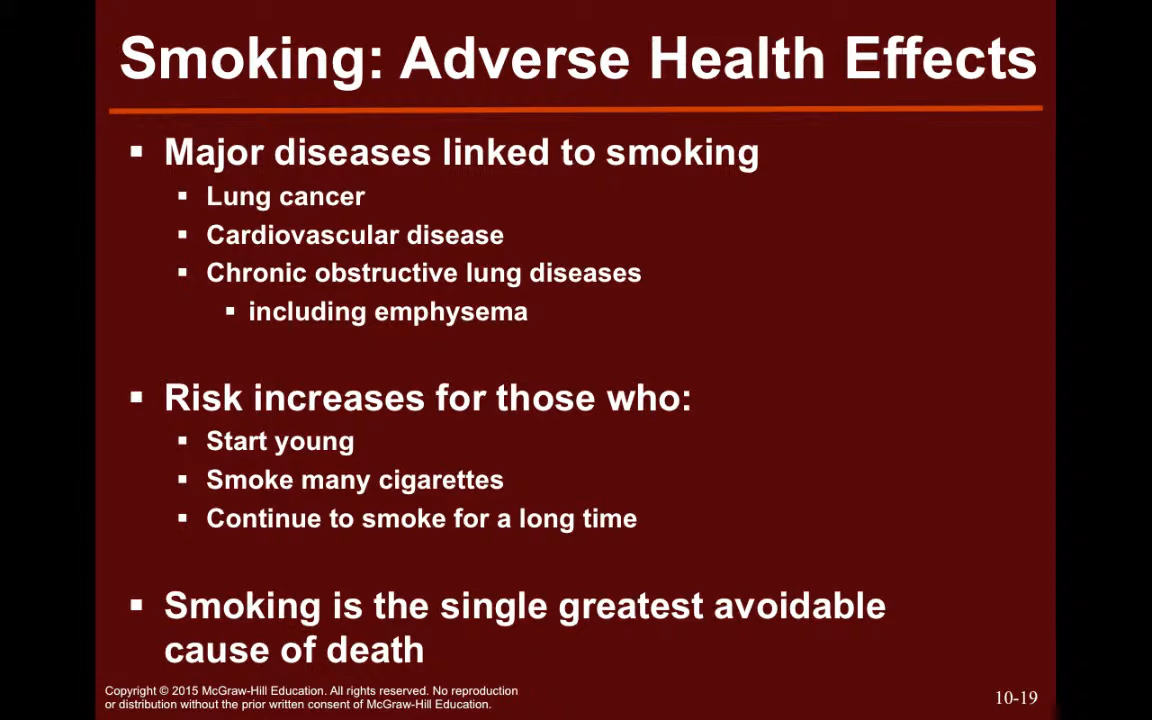 Smoking: Adverse Health Effects
▪ Major diseases linked to smoking
▪ Lung cancer
▪ Cardiovascular disease
▪ Chronic obstructive lung diseases
▪ including emphysema
▪ Risk increases for those who:
▪ Start young
▪ Smoke many cigarettes
▪ Continue to smoke for a long time
▪ Smoking is the single greatest avoidable
cause of death
Copyright © 2015 McGraw-Hill Education. All rights reserved. No reproduction
or distribution without the prior written consent of McGraw-Hill Education.
10-19